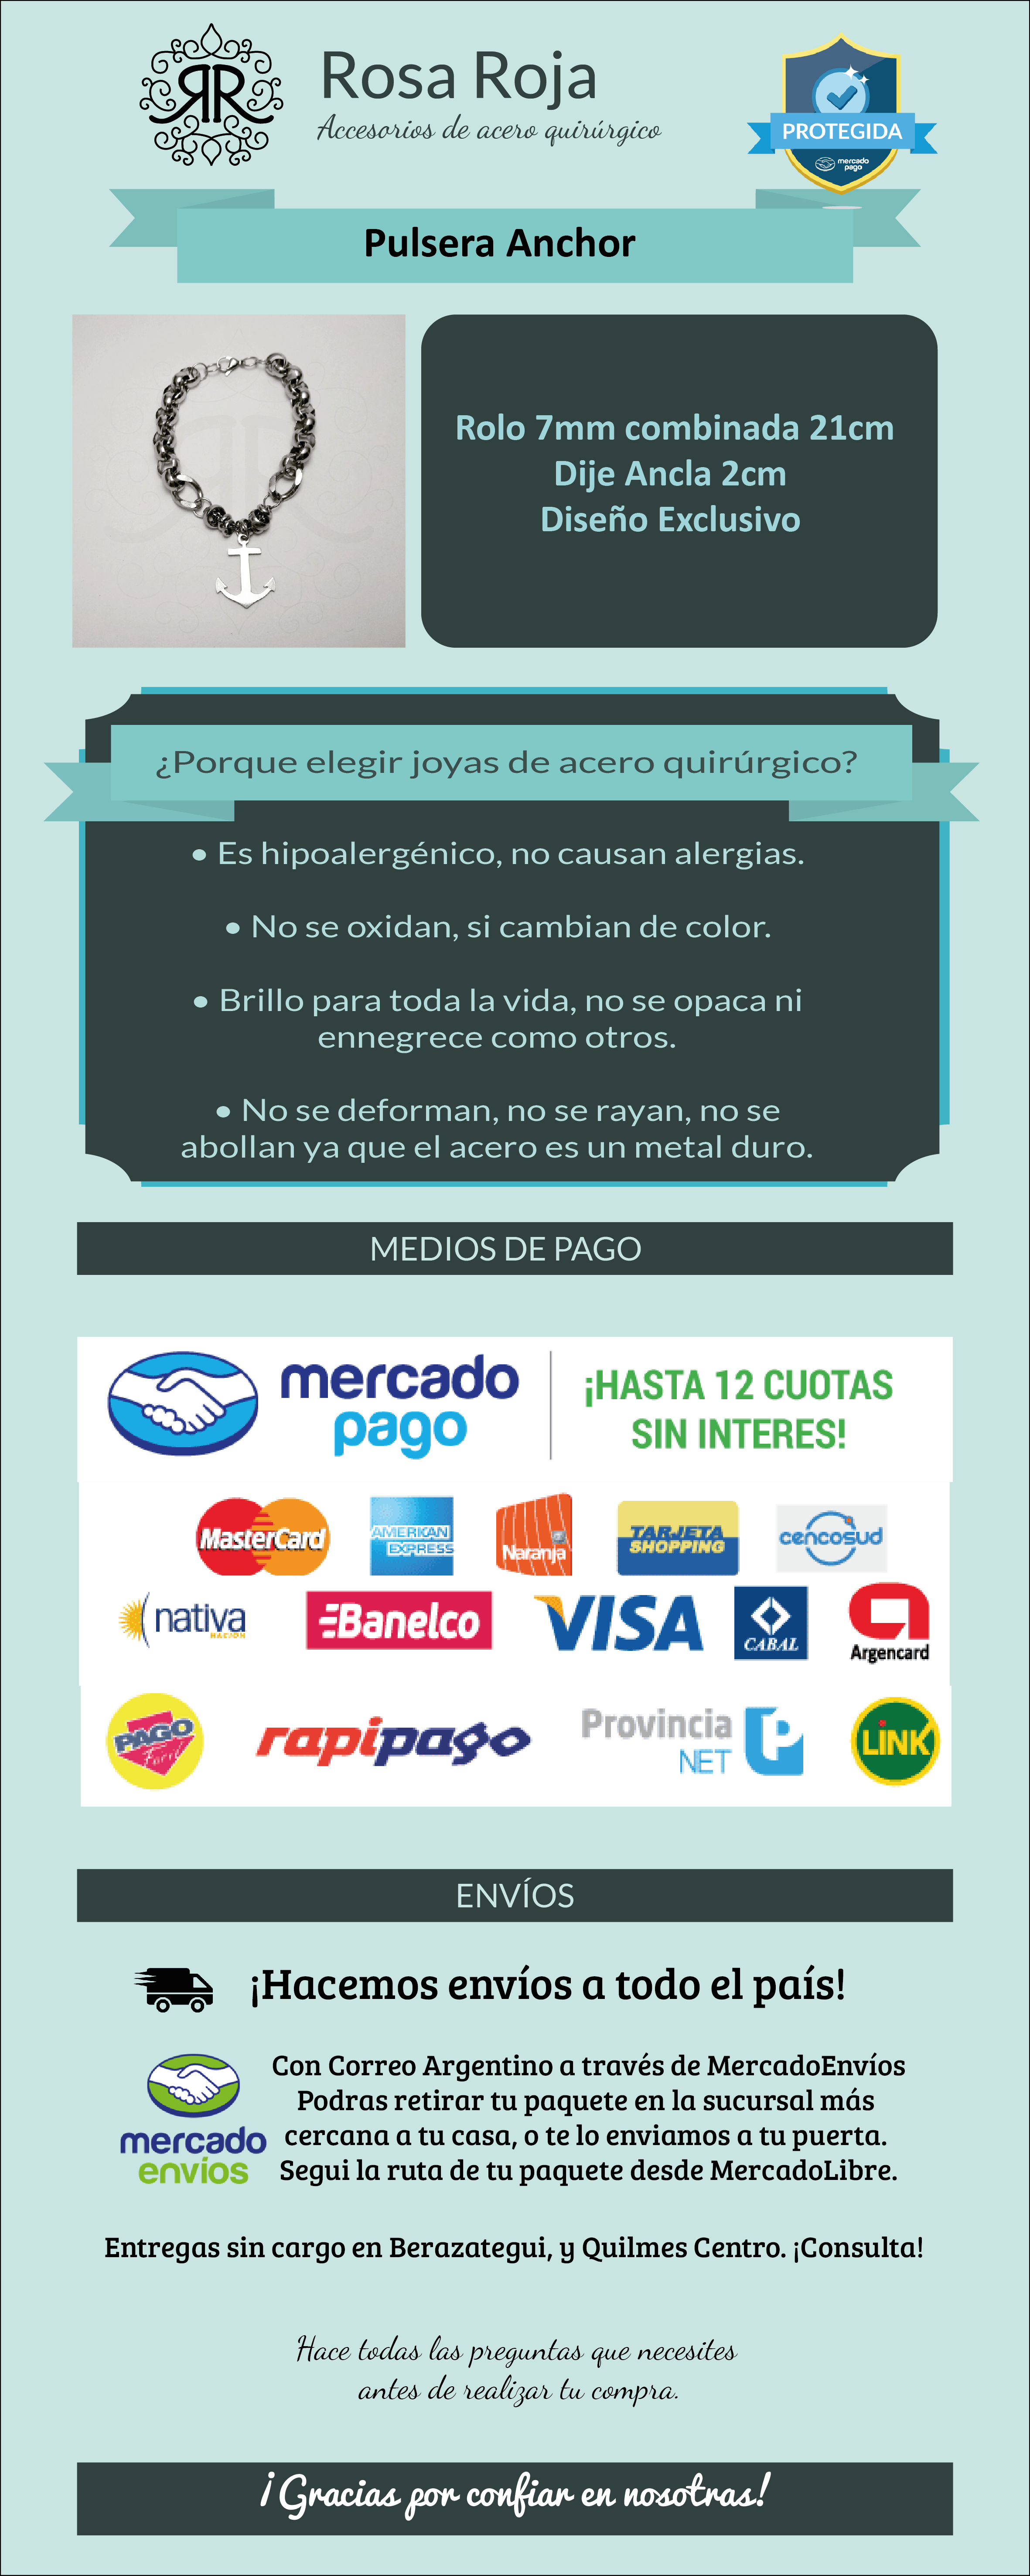 RR
Rosa Roja
Accesorios de acero quirúrgico
PROTEGIDA
mercado
pago
Pulsera Anchor
Rolo 7mm combinada 21cm
Dije Ancla 2cm
Diseño Exclusivo
¿Porque elegir joyas de acero quirúrgico?
• Es hipoalergénico, no causan alergias.
• No se oxidan, si cambian de color.
• Brillo para toda la vida, no se opaca ni
ennegrece como otros.
• No se deforman, no se rayan, no se
abollan ya que el acero es un metal duro.
MEDIOS DE PAGO
mercado
pago
¡HASTA 12 CUOTAS
SIN INTERES!
MasterCard
AMERICAN
EXPRESS
Naranja
TARJETA
SHOPPING
cencosud
nativa
NACION
Banelco
VISA
CABAL
Argencard
PAGO
Fácil
rapipago
Provincia
NET
LINK
ENVÍOS
¡Hacemos envíos a todo el país!
mercado
envíos
Con Correo Argentino a través de MercadoEnvíos
Podras retirar tu paquete en la sucursal más
cercana a tu casa, o te lo enviamos a tu puerta.
Segui la ruta de tu paquete desde MercadoLibre.
Entregas sin cargo en Berazategui, y Quilmes Centro. ¡Consulta!
Hace todas las preguntas que necesites
antes de realizar tu compra.
¡Gracias por confiar en nosotras!